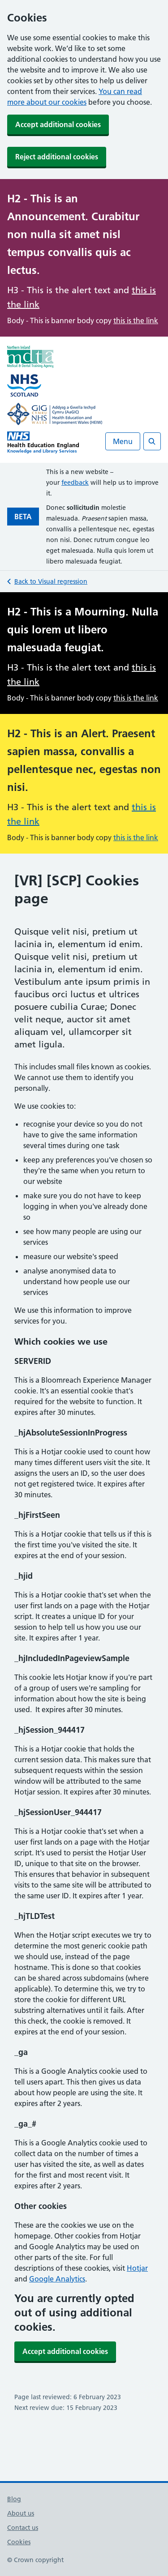 Cookies
We use some essential cookies to make this
website work. We'd like to set some
additional cookies to understand how you use
the website and to improve it. We also use
cookies set by other sites to help us deliver
content from their services. You can read
more about our cookies before you choose.
Accept additional cookies
Reject additional cookies
H2 - This is an
Announcement. Curabitur
non nulla sit amet nisl
tempus convallis quis ac
lectus.
H3 - This is the alert text and this is
the link
Body - This is banner body copy this is the link
NHS
SCOTLAND
GIG
CYMRU
NHS
WALES
Addysg a Gwella Iechyd
Cymru (AaGIC)
Health Education and
Improvement Wales (HEIW)
NHS
Health Education England
Knowledge and Library Services
Menu
BETA
This is a new website –
your feedback will help us to improve
it.
Donec sollicitudin molestie
malesuada. Praesent sapien massa,
convallis a pellentesque nec, egestas
non nisi. Donec rutrum congue leo
eget malesuada. Nulla quis lorem ut
libero malesuada feugiat.
Back to Visual regression
H2 - This is a Mourning. Nulla
quis lorem ut libero
malesuada feugiat.
H3 - This is the alert text and this is
the link
Body - This is banner body copy this is the link
H2 - This is an Alert. Praesent
sapien massa, convallis a
pellentesque nec, egestas non
nisi.
H3 - This is the alert text and this is
the link
Body - This is banner body copy this is the link
[VR] [SCP] Cookies
page
Quisque velit nisi, pretium ut
lacinia in, elementum id enim.
Quisque velit nisi, pretium ut
lacinia in, elementum id enim.
Vestibulum ante ipsum primis in
faucibus orci luctus et ultrices
posuere cubilia Curae; Donec
velit neque, auctor sit amet
aliquam vel, ullamcorper sit
amet ligula.
This includes small files known as cookies.
We cannot use them to identify you
personally.
We use cookies to:
• recognise your device so you do not
have to give the same information
several times during one task
• keep any preferences you've chosen so
they're the same when you return to
our website
• make sure you do not have to keep
logging in when you've already done
so
• see how many people are using our
services
• measure our website's speed
• analyse anonymised data to
understand how people use our
services
We use this information to improve
services for you.
Which cookies we use
SERVERID
This is a Bloomreach Experience Manager
cookie. It's an essential cookie that's
required for the website to function. It
expires after 30 minutes.
_hjAbsoluteSessionInProgress
This is a Hotjar cookie used to count how
many times different users visit the site. It
assigns the user an ID, so the user does
not get registered twice. It expires after
30 minutes.
_hjFirstSeen
This is a Hotjar cookie that tells us if this is
the first time you've visited the site. It
expires at the end of your session.
_hjid
This is a Hotjar cookie that's set when the
user first lands on a page with the Hotjar
script. It creates a unique ID for the user
session to help us understand how you
use our site. It expires after 1 year.
_hjIncludedInPageviewSample
This cookie lets Hotjar know if you're part
of a group that we're sampling for
information about how the site is being
used. It expires after 30 minutes.
_hjSession_944417
This is a Hotjar cookie that holds the
current session data. This makes sure that
subsequent requests within the session
window will be attributed to the same
Hotjar session. It expires after 30 minutes.
_hjSessionUser_944417
This is a Hotjar cookie that's set when a
user first lands on a page with the Hotjar
script. It's used to persist the Hotjar User
ID, unique to that site on the browser.
This ensures that behavior in subsequent
visits to the same site will be attributed to
the same user ID. It expires after 1 year.
_hjTLDTest
When the Hotjar script executes we try to
determine the most generic cookie path
we should use, instead of the page
hostname. This is done so that cookies
can be shared across subdomains (where
applicable). To determine this, we try to
store the cookie for different URL
substring alternatives until it fails. After
this check, the cookie is removed. It
expires at the end of your session.
_ga
This is a Google Analytics cookie used to
tell users apart. This then gives us data
about how people are using the site. It
expires after 2 years.
_ga_#
This is a Google Analytics cookie used to
collect data on the number of times a
user has visited the site, as well as dates
for the first and most recent visit. It
expires after 2 years.
Other cookies
These are the cookies we use on the
homepage. Other cookies from Hotjar
and Google Analytics may be used on
other parts of the site. For full
descriptions of these cookies, visit Hotjar
and Google Analytics.
You are currently opted
out of using additional
cookies.
Accept additional cookies
Page last reviewed: 6 February 2023
Next review due: 15 February 2023
Blog
About us
Contact us
Cookies
© Crown copyright